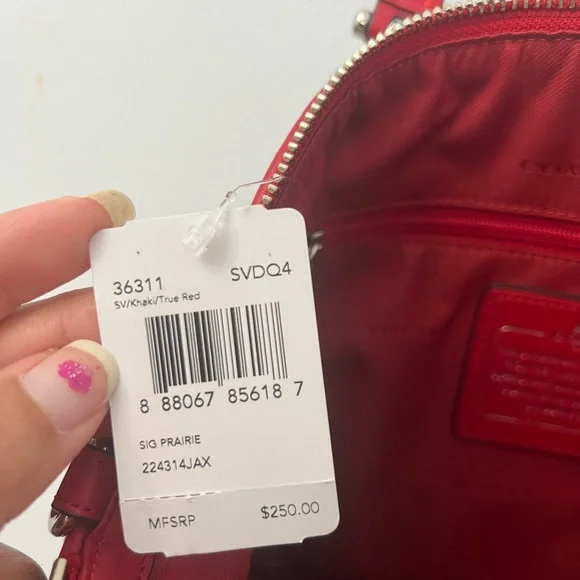 36311 SVDQ4
SV/Khaki/True Red
8 88067 85618 7
SIG PRAIRIE
224314JAX
MFSRP $250.00